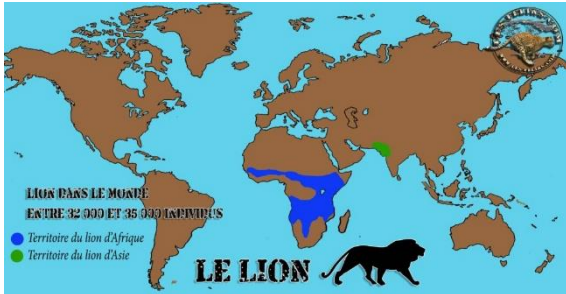 LION DANS LE MONDE
ENTRE 32 000 ET 35 000 INDIVIDUS
Territoire du lion d'Afrique
Territoire du lion d'Asie
LE LION